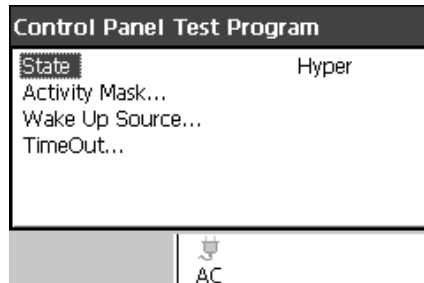 Control Panel Test Program
State Hyper
Activity Mask...
Wake Up Source...
TimeOut...
AC